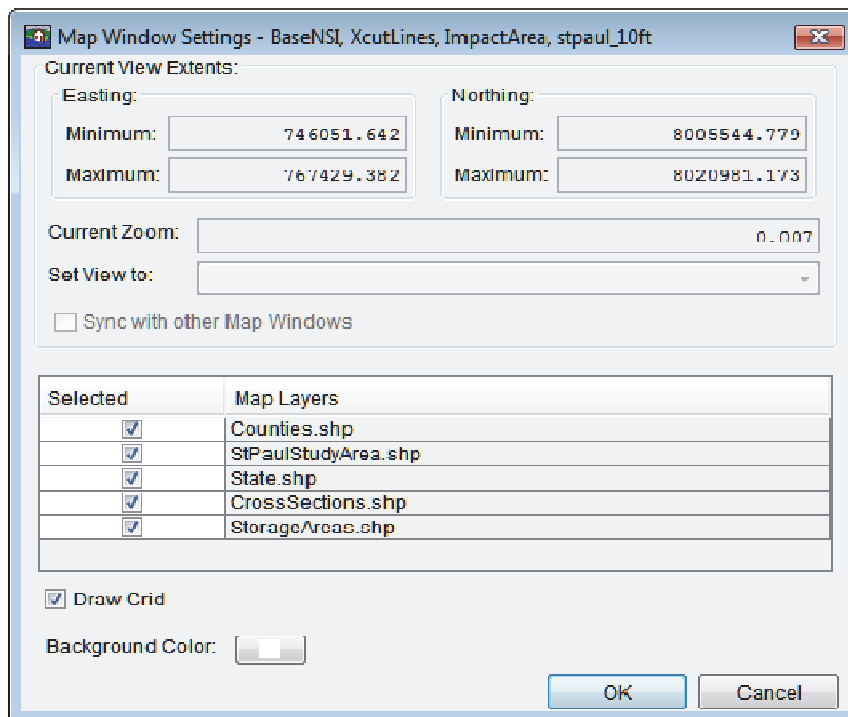 Map Window Settings - BaseNSI, XcutLines, ImpactArea, stpaul_10ft
Current View Extents:
Easting:
Northing:
Minimum: 746051.642
Minimum: 8005544.779
Maximum: 767429.382
Maximum: 8020981.173
Current Zoom: 0.007
Set View to:
Sync with other Map Windows
Selected Map Layers
Counties.shp
StPaulStudyArea.shp
State.shp
CrossSections.shp
StorageAreas.shp
Draw Grid
Background Color:
OK Cancel